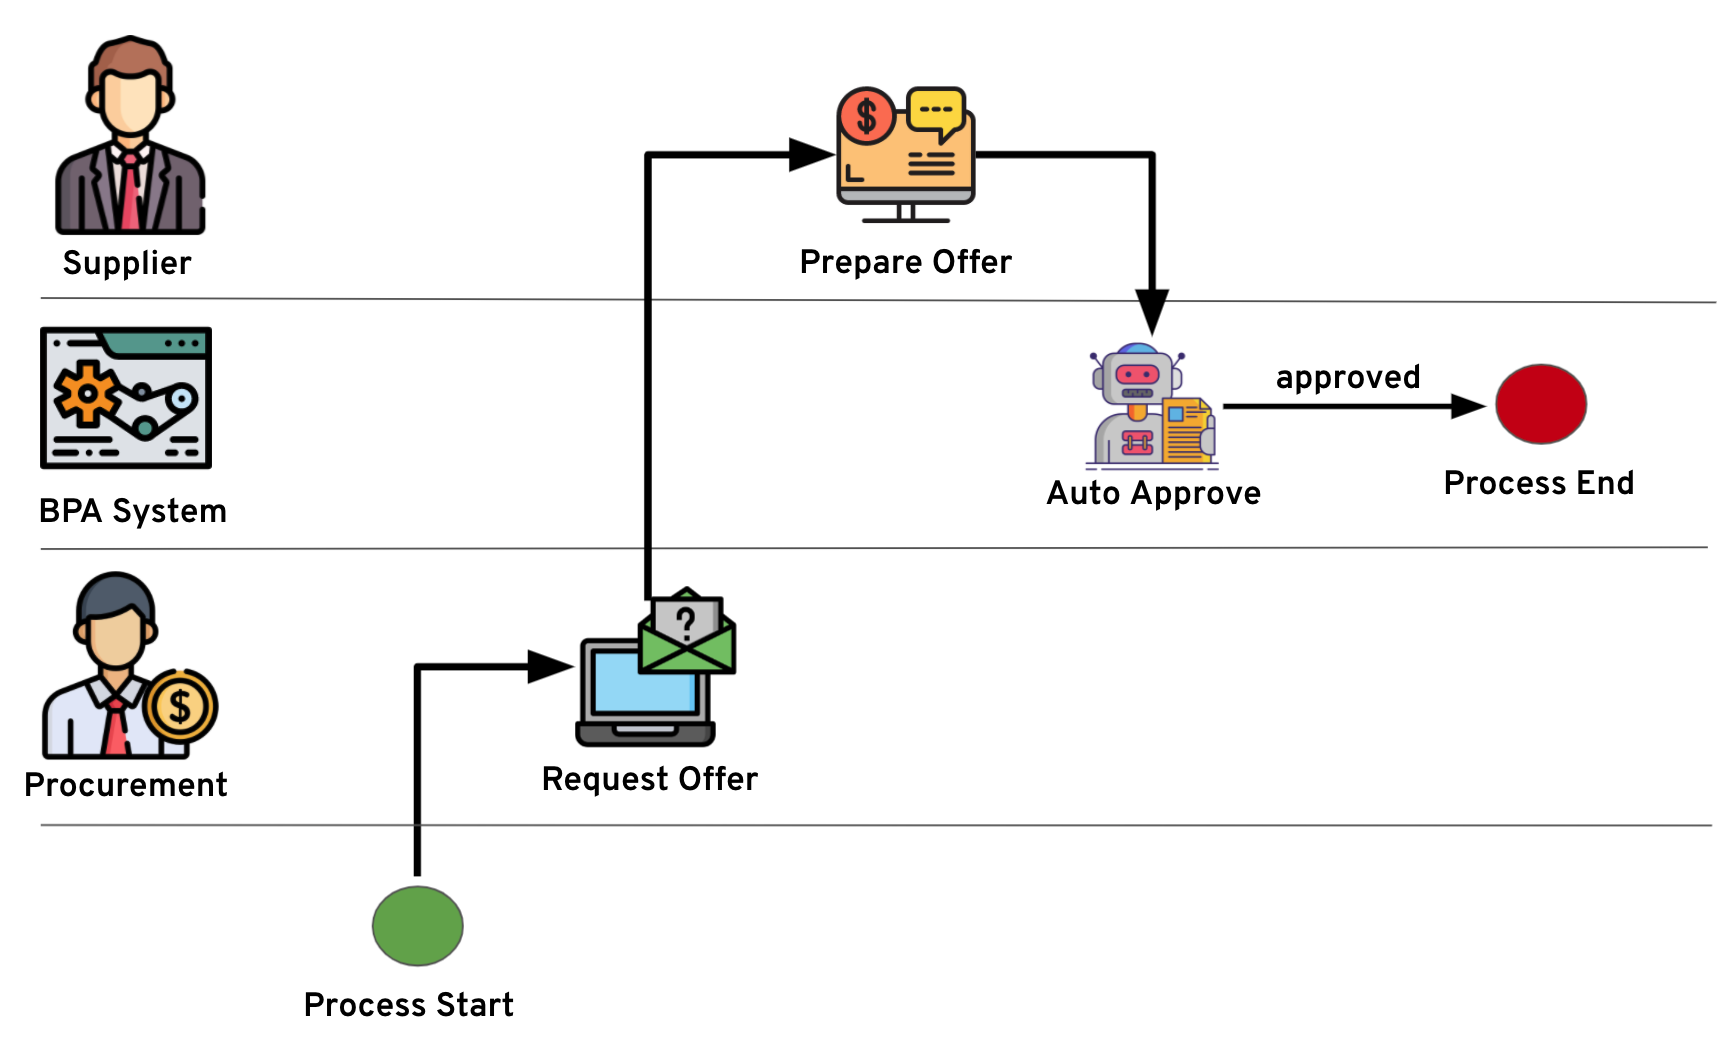 Supplier
Prepare Offer
BPA System
Auto Approve
approved
Process End
Procurement
Request Offer
Process Start
$
?
$